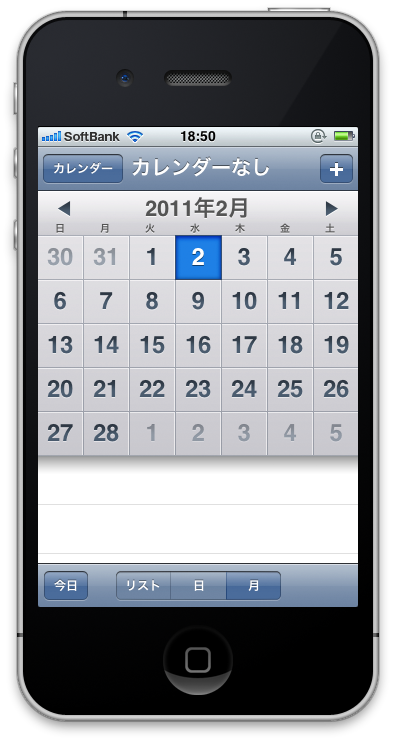 SoftBank 18:50
カレンダー カレンダーなし +
2011年2月
日 月 火 水 木 金 土
30 31 1 2 3 4 5
6 7 8 9 10 11 12
13 14 15 16 17 18 19
20 21 22 23 24 25 26
27 28 1 2 3 4 5
今日 リスト 日 月